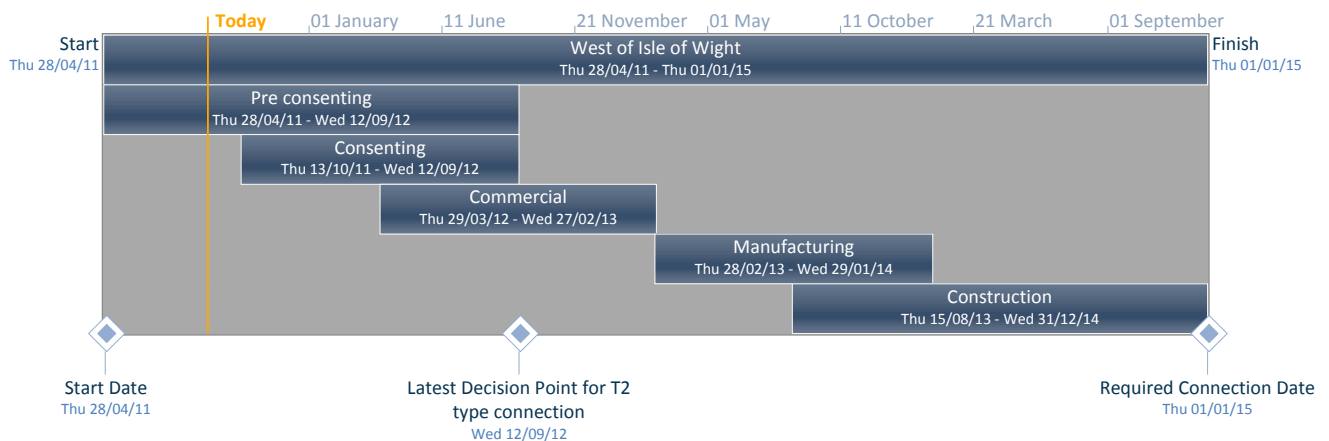 Today
01 January
11 June
21 November
01 May
11 October
21 March
01 September
Start
Thu 28/04/11
West of Isle of Wight
Thu 28/04/11 - Thu 01/01/15
Finish
Thu 01/01/15
Pre consenting
Thu 28/04/11 - Wed 12/09/12
Consenting
Thu 13/10/11 - Wed 12/09/12
Commercial
Thu 29/03/12 - Wed 27/02/13
Manufacturing
Thu 28/02/13 - Wed 29/01/14
Construction
Thu 15/08/13 - Wed 31/12/14
Start Date
Thu 28/04/11
Latest Decision Point for T2
type connection
Wed 12/09/12
Required Connection Date
Thu 01/01/15